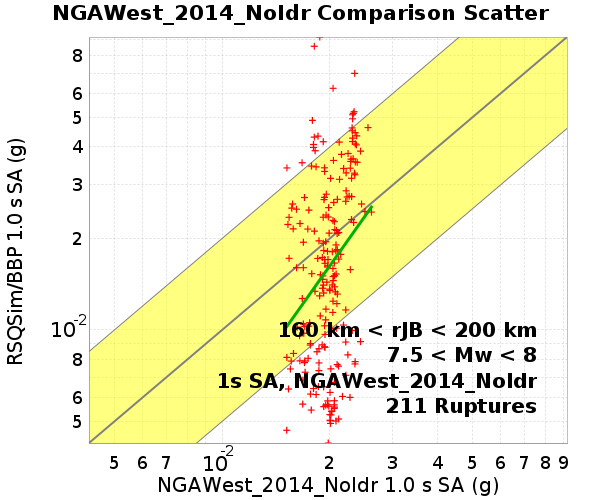 NGAWest_2014_NoIdr Comparison Scatter
RSQSim/BBP 1.0 s SA (g)
8
6
5
4
3
2
10-2
8
6
5
160 km < rJB < 200 km
7.5 < Mw < 8
1s SA, NGAWest_2014_NoIdr
211 Ruptures
5 6 7 10-2 2 3 4 5 6 7 8 9
NGAWest_2014_NoIdr 1.0 s SA (g)